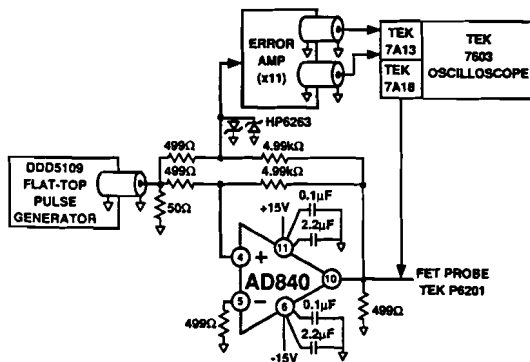 ERROR
AMP
(x11)
TEK
7A13
TEK
7603
OSCILLOSCOPE
TEK
7A18
HP6263
499Ω
4.99kΩ
499Ω
4.99kΩ
DDD5109
FLAT-TOP
PULSE
GENERATOR
50Ω
+15V
0.1μF
2.2μF
4
+
11
AD840
10
FET PROBE
TEK P6201
5
−
6
0.1μF
499Ω
499Ω
2.2μF
-15V